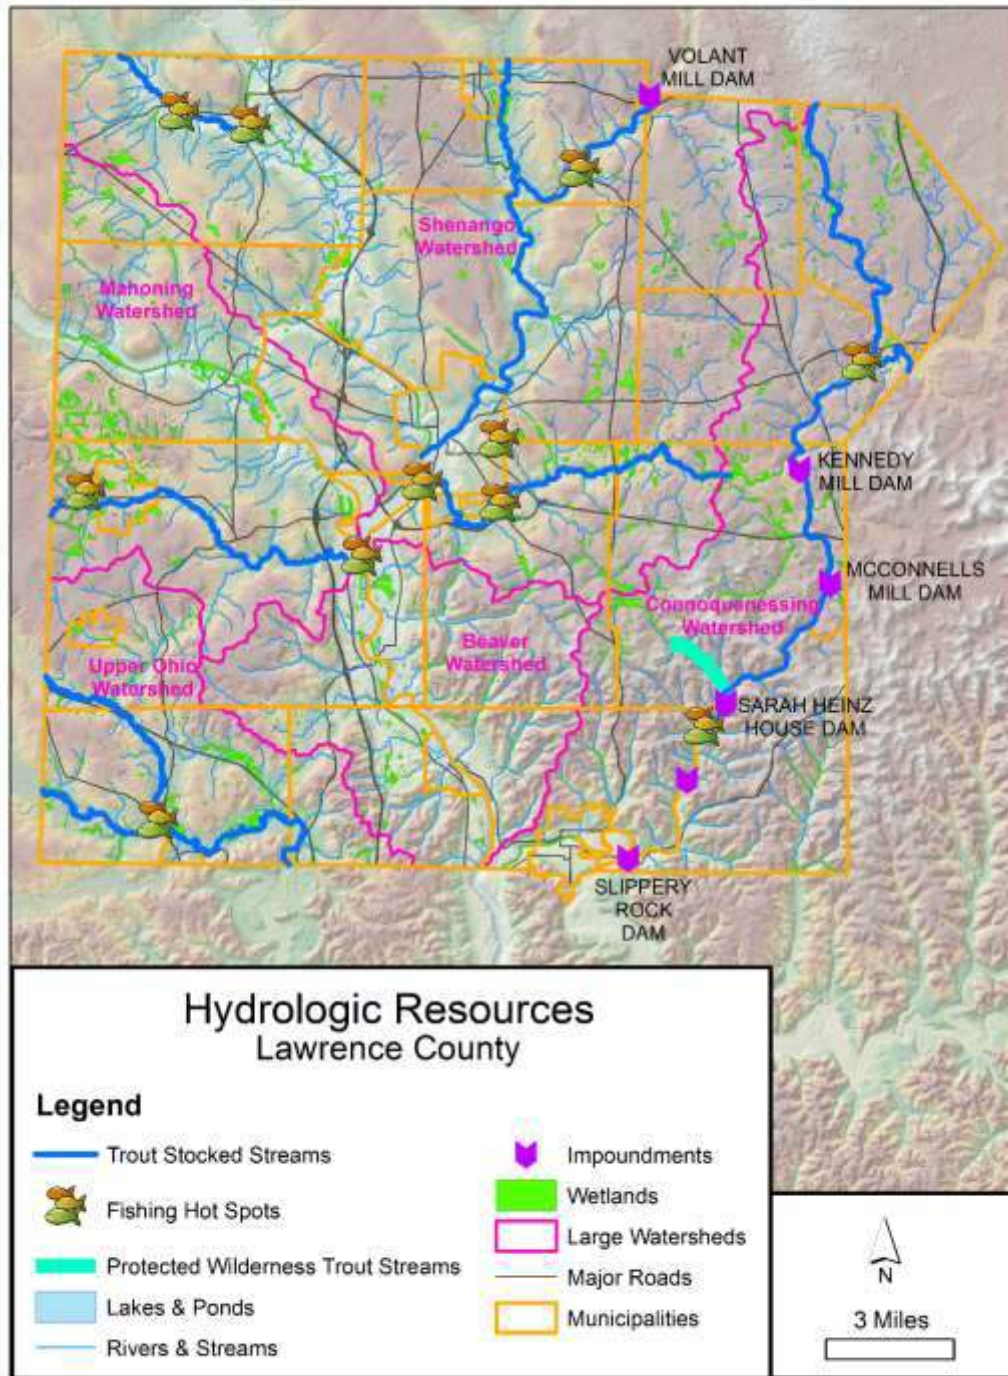 VOLANT
MILL DAM
Shenango
Watershed
Mahoning
Watershed
KENNEDY
MILL DAM
MCCONNELLS
MILL DAM
Connoquenessing
Watershed
Beaver
Watershed
Upper Ohio
Watershed
SARAH HEINZ
HOUSE DAM
SLIPPERY
ROCK
DAM
Hydrologic Resources
Lawrence County
Legend
Trout Stocked Streams
Fishing Hot Spots
Protected Wilderness Trout Streams
Lakes & Ponds
Rivers & Streams
Impoundments
Wetlands
Large Watersheds
Major Roads
Municipalities
N
3 Miles